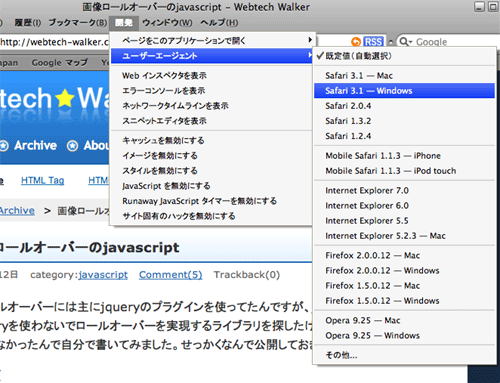 画像ロールオーバーのjavascript - Webtech Walker
履歴(I) ブックマーク(B) 開発 ウィンドウ(W) ヘルプ(H)
http://webtech-walker.c
RSS
Google
Google マップ
ページをこのアプリケーションで開く
ユーザーエージェント
Web インスペクタを表示
エラーコンソールを表示
ネットワークタイムラインを表示
スニペットエディタを表示
キャッシュを無効にする
イメージを無効にする
スタイルを無効にする
JavaScript を無効にする
Runaway JavaScript タイマーを無効にする
サイト固有のハックを無効にする
✓既定値(自動選択)
Safari 3.1 — Mac
Safari 3.1 — Windows
Safari 2.0.4
Safari 1.3.2
Safari 1.2.4
Mobile Safari 1.1.3 — iPhone
Mobile Safari 1.1.3 — iPod touch
Internet Explorer 7.0
Internet Explorer 6.0
Internet Explorer 5.5
Internet Explorer 5.2.3 — Mac
Firefox 2.0.0.12 — Mac
Firefox 2.0.0.12 — Windows
Firefox 1.5.0.12 — Mac
Firefox 1.5.0.12 — Windows
Opera 9.25 — Mac
Opera 9.25 — Windows
その他...
tech★Wa
Archive Abou
HTML Tag HTM
Archive > 画像ロールオ
ロールオーバーのjavascript
12日 category:javascript Comment(5) Trackback(0)
ルオーバーには主にjqueryのプラグインを使ってたんですが、
ryを使わないでロールオーバーを実現するライブラリを探したけ
なかったんで自分で書いてみました。せっかくなんで公開してお